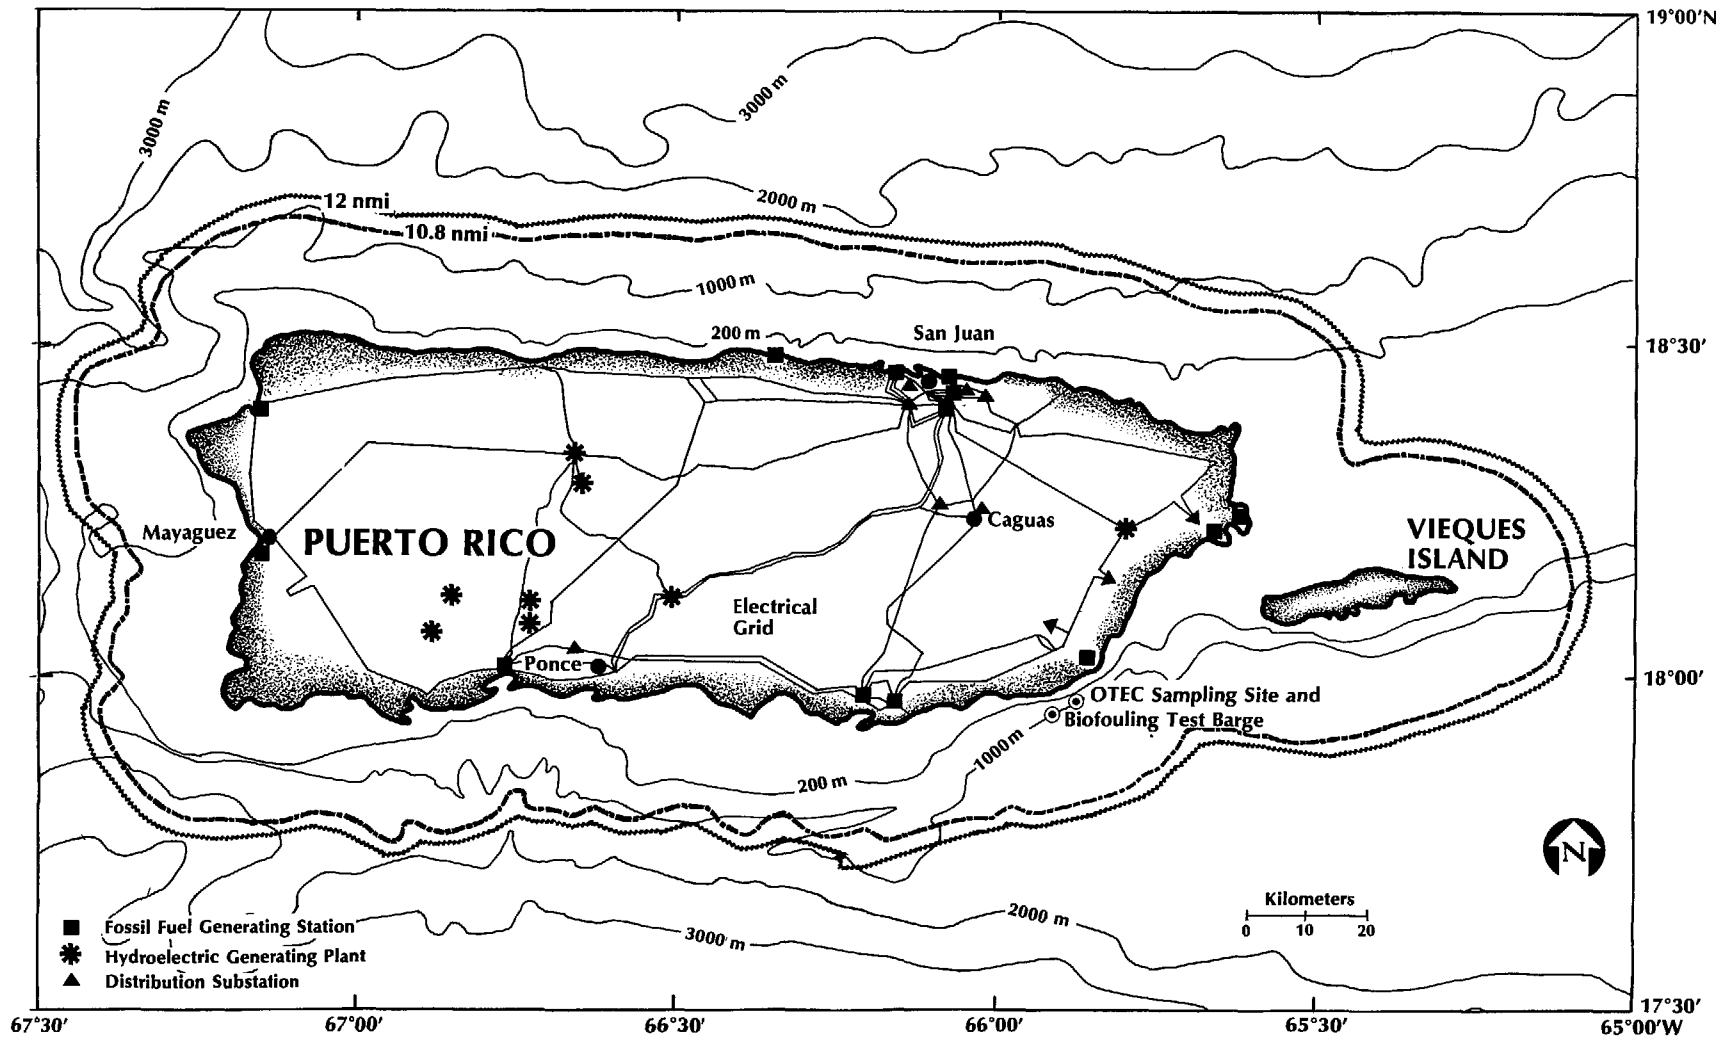 19°00'N
3000 m
3000 m
12 nmi
2000 m
10.8 nmi
1000 m
200 m
San Juan
18°30'
Mayaguez
PUERTO RICO
Caguas
VIEQUES
ISLAND
Electrical
Grid
Ponce
18°00'
OTEC Sampling Site and
Biofouling Test Barge
1000 m
200 m
N
Kilometers
0 10 20
2000 m
3000 m
Fossil Fuel Generating Station
Hydroelectric Generating Plant
Distribution Substation
17°30'
67°30' 67°00' 66°30' 66°00' 65°30' 65°00'W